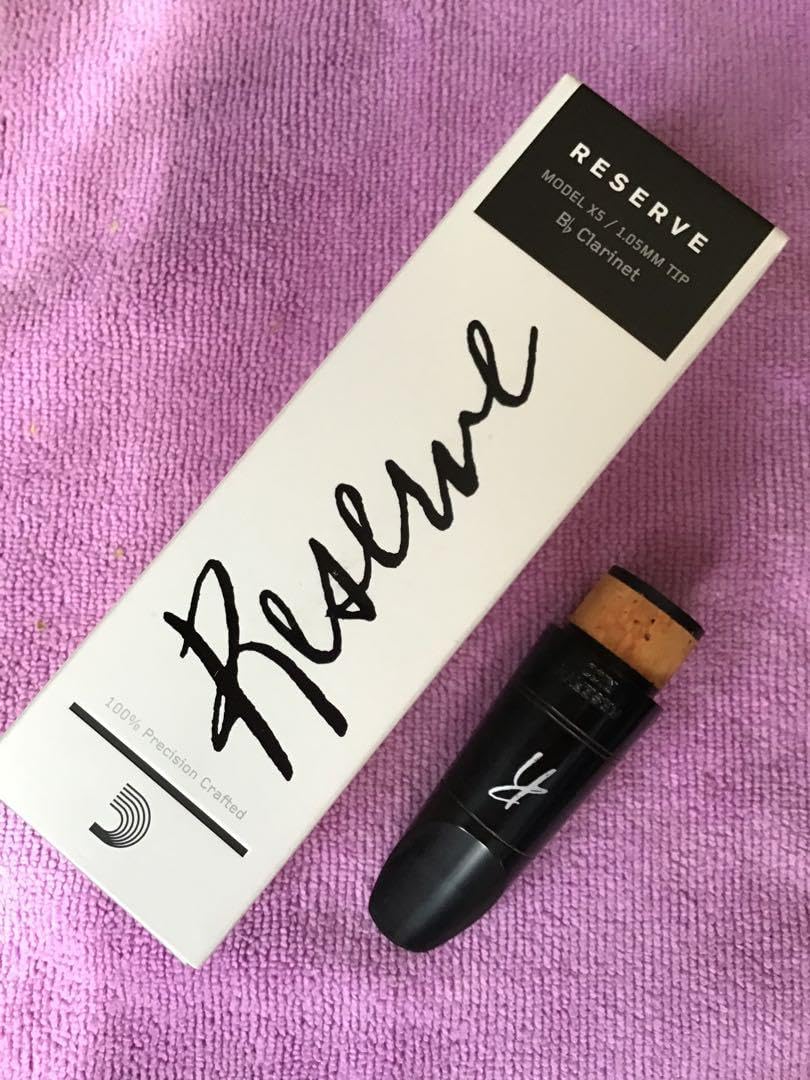 RESERVE
MODEL X5 / 1.05MM TIP
B♭ Clarinet
Reserve
100% Precision Crafted
R